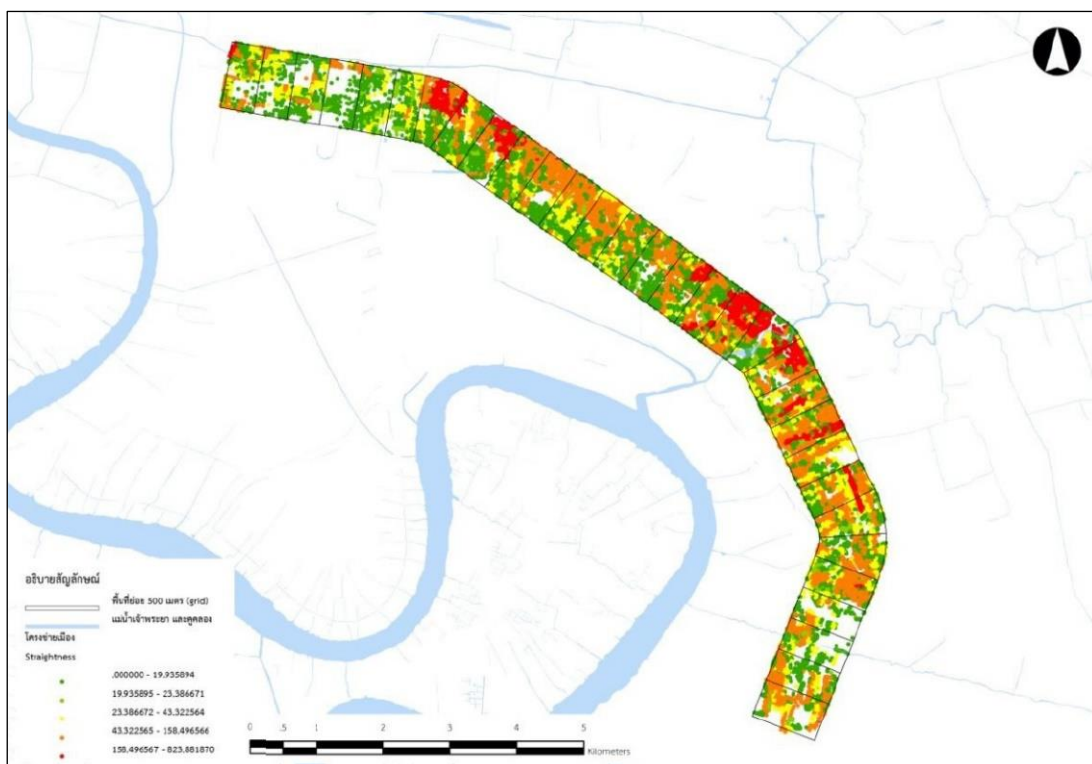 อธิบายสัญลักษณ์
พื้นที่ย่อย 500 เมตร (grid)
แม่น้ำเจ้าพระยา และคูคลอง
โครงข่ายเมือง
Straightness
.000000 - 19.935894
19.935895 - 23.386671
23.386672 - 43.322564
43.322565 - 158.496566
158.496567 - 823.881870
0 .5 1 2 3 4 5
Kilometers